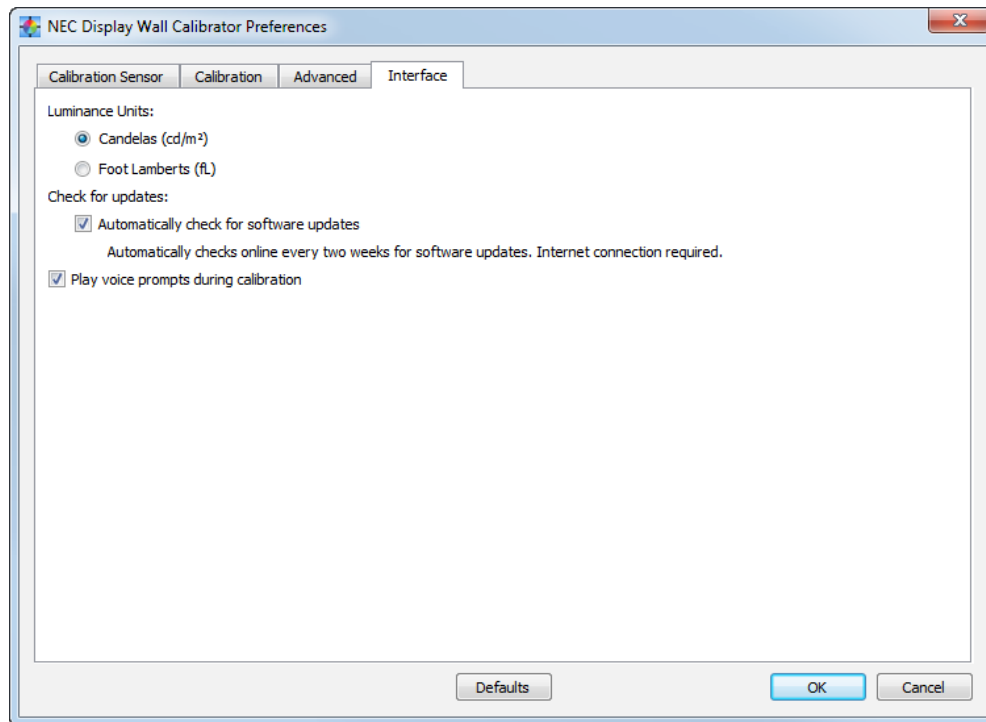 NEC Display Wall Calibrator Preferences
Calibration Sensor Calibration Advanced Interface
Luminance Units:
Candelas (cd/m²)
Foot Lamberts (fL)
Check for updates:
Automatically check for software updates
Automatically checks online every two weeks for software updates. Internet connection required.
Play voice prompts during calibration
Defaults OK Cancel